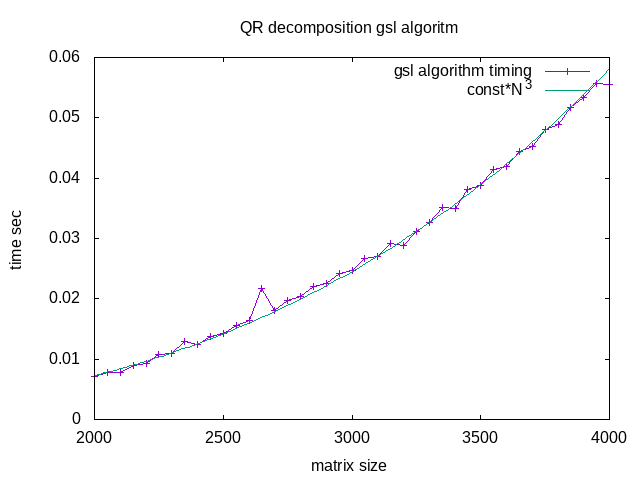 QR decomposition gsl algoritm
0.06
0.05
0.04
0.03
0.02
0.01
0
time sec
gsl algorithm timing
const*N³
2000 2500 3000 3500 4000
matrix size